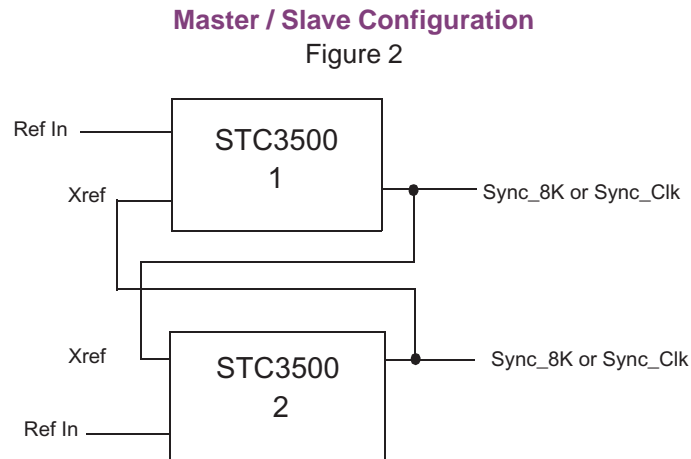 Master / Slave Configuration
Figure 2
Ref In
STC3500
1
Xref
Sync_8K or Sync_Clk
Xref
STC3500
2
Sync_8K or Sync_Clk
Ref In